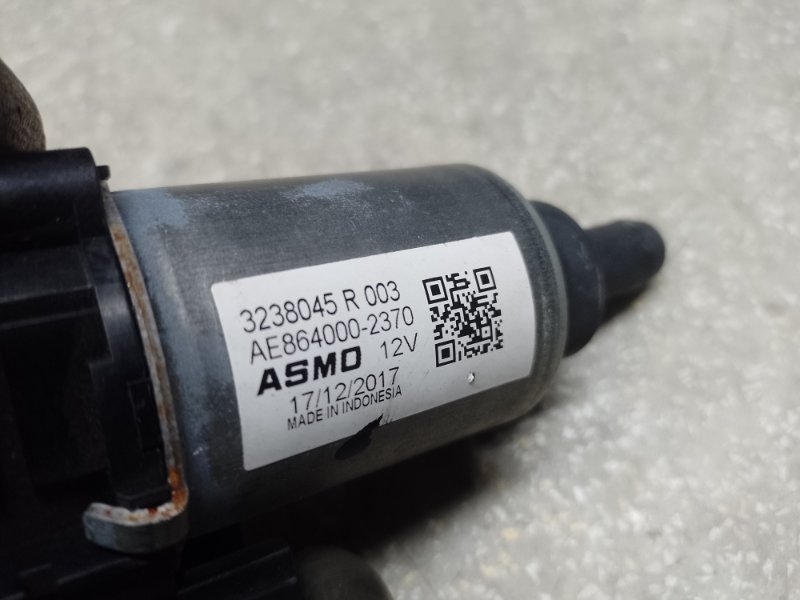 3238045 R 003
AE864000-2370
ASMO 12V
17/12/2017
MADE IN INDONESIA